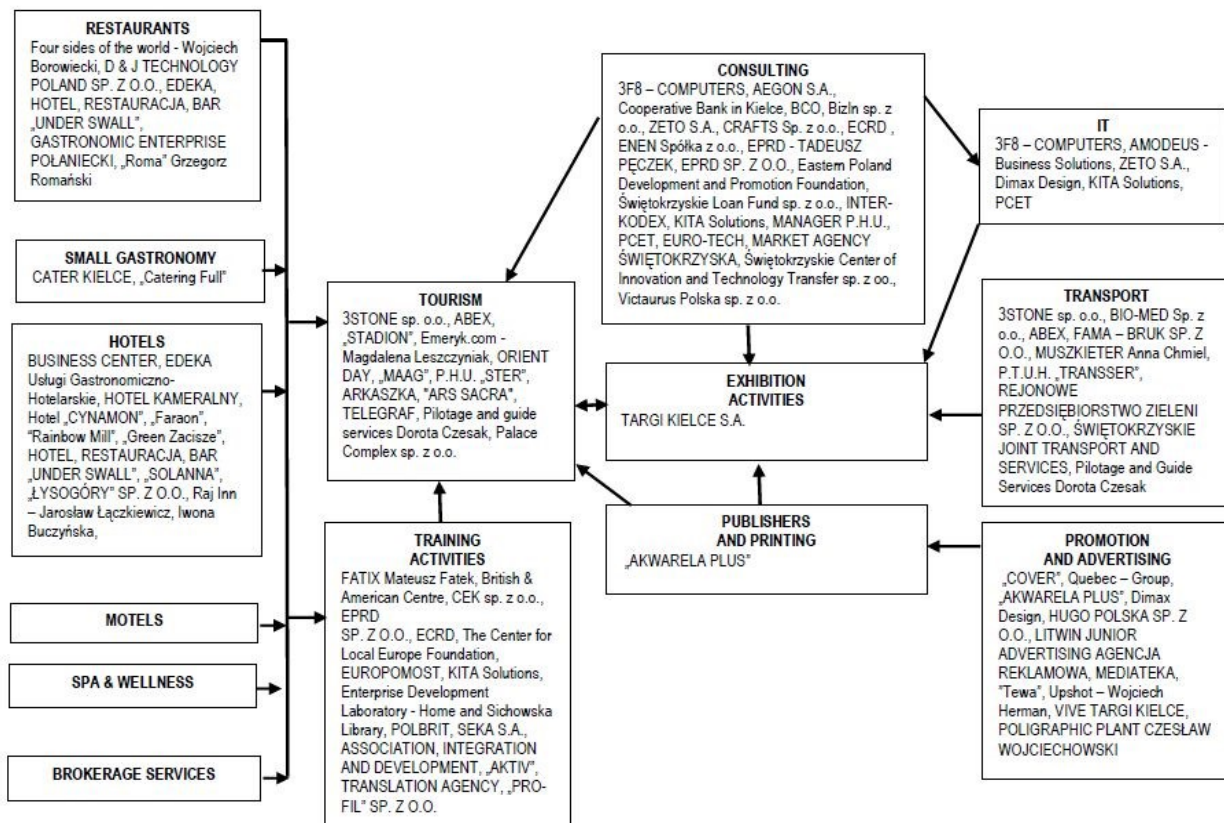 RESTAURANTS
Four sides of the world - Wojciech
Borowiecki, D & J TECHNOLOGY
POLAND SP. Z O.O., EDEKA,
HOTEL, RESTAURACJA, BAR
„UNDER SWALL”,
GASTRONOMIC ENTERPRISE
POŁANIECKI, „Roma” Grzegorz
Romański
SMALL GASTRONOMY
CATER KIELCE, „Catering Full”
HOTELS
BUSINESS CENTER, EDEKA
Usługi Gastronomiczno-
Hotelarskie, HOTEL KAMERALNY,
Hotel „CYNAMON”, „Faraon”,
“Rainbow Mill”, „Green Zacisze”,
HOTEL, RESTAURACJA, BAR
„UNDER SWALL”, „SOLANNA”,
„ŁYSOGÓRY” SP. Z O.O., Raj Inn
– Jarosław Łączkiewicz, Iwona
Buczyńska,
MOTELS
SPA & WELLNESS
BROKERAGE SERVICES
TOURISM
3STONE sp. o.o., ABEX,
„STADION”, Emeryk.com -
Magdalena Leszczyniak, ORIENT
DAY, „MAAG”, P.H.U. „STER”,
ARKASZKA, "ARS SACRA",
TELEGRAF, Pilotage and guide
services Dorota Czesak, Palace
Complex sp. z o.o.
TRAINING
ACTIVITIES
FATIX Mateusz Fatek, British &
American Centre, CEK sp. z o.o.,
EPRD
SP. Z O.O., ECRD, The Center for
Local Europe Foundation,
EUROPOMOST, KITA Solutions,
Enterprise Development
Laboratory - Home and Sichowska
Library, POLBRIT, SEKA S.A.,
ASSOCIATION, INTEGRATION
AND DEVELOPMENT, „AKTIV”,
TRANSLATION AGENCY, „PRO-
FIL” SP. Z O.O.
CONSULTING
3F8 – COMPUTERS, AEGON S.A.,
Cooperative Bank in Kielce, BCO, BizIn sp. z
o.o., ZETO S.A., CRAFTS Sp. z o.o., ECRD ,
ENEN Spółka z o.o., EPRD - TADEUSZ
PĘCZEK, EPRD SP. Z O.O., Eastern Poland
Development and Promotion Foundation,
Świętokrzyskie Loan Fund sp. z o.o., INTER-
KODEX, KITA Solutions, MANAGER P.H.U.,
PCET, EURO-TECH, MARKET AGENCY
ŚWIĘTOKRZYSKA, Świętokrzyskie Center of
Innovation and Technology Transfer sp. z oo.,
Victaurus Polska sp. z o.o.
EXHIBITION
ACTIVITIES
TARGI KIELCE S.A.
PUBLISHERS
AND PRINTING
„AKWARELA PLUS”
IT
3F8 – COMPUTERS, AMODEUS -
Business Solutions, ZETO S.A.,
Dimax Design, KITA Solutions,
PCET
TRANSPORT
3STONE sp. o.o., BIO-MED Sp. z
o.o., ABEX, FAMA – BRUK SP. Z
O.O., MUSZKIETER Anna Chmiel,
P.T.U.H. „TRANSSER”,
REJONOWE
PRZEDSIĘBIORSTWO ZIELENI
SP. Z O.O., ŚWIĘTOKRZYSKIE
JOINT TRANSPORT AND
SERVICES, Pilotage and Guide
Services Dorota Czesak
PROMOTION
AND ADVERTISING
„COVER”, Quebec – Group,
„AKWARELA PLUS”, Dimax
Design, HUGO POLSKA SP. Z
O.O., LITWIN JUNIOR
ADVERTISING AGENCJA
REKLAMOWA, MEDIATEKA,
"Tewa", Upshot – Wojciech
Herman, VIVE TARGI KIELCE,
POLIGRAPHIC PLANT CZESŁAW
WOJCIECHOWSKI